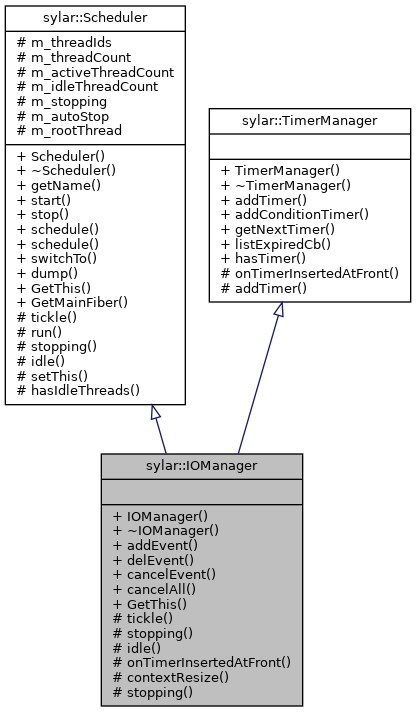 sylar::Scheduler
# m_threadIds
# m_threadCount
# m_activeThreadCount
# m_idleThreadCount
# m_stopping
# m_autoStop
# m_rootThread
+ Scheduler()
+ ~Scheduler()
+ getName()
+ start()
+ stop()
+ schedule()
+ schedule()
+ switchTo()
+ dump()
+ GetThis()
+ GetMainFiber()
# tickle()
# run()
# stopping()
# idle()
# setThis()
# hasIdleThreads()
sylar::TimerManager
+ TimerManager()
+ ~TimerManager()
+ addTimer()
+ addConditionTimer()
+ getNextTimer()
+ listExpiredCb()
+ hasTimer()
# onTimerInsertedAtFront()
# addTimer()
sylar::IOManager
+ IOManager()
+ ~IOManager()
+ addEvent()
+ delEvent()
+ cancelEvent()
+ cancelAll()
+ GetThis()
# tickle()
# stopping()
# idle()
# onTimerInsertedAtFront()
# contextResize()
# stopping()